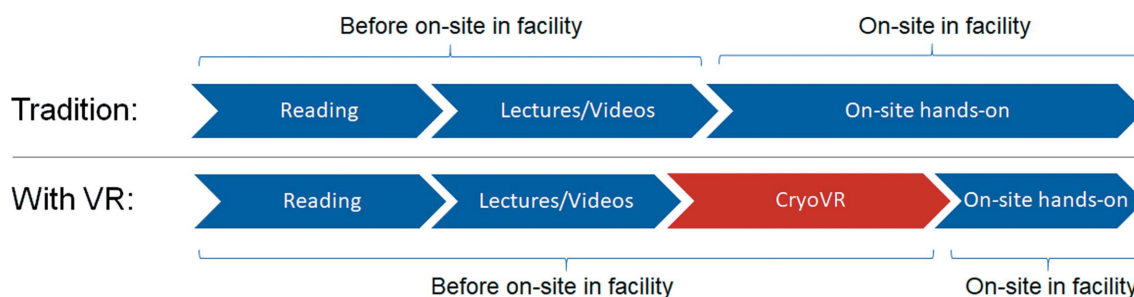 Before on-site in facility
On-site in facility
Tradition:
Reading
Lectures/Videos
On-site hands-on
With VR:
Reading
Lectures/Videos
CryoVR
On-site hands-on
Before on-site in facility
On-site in facility